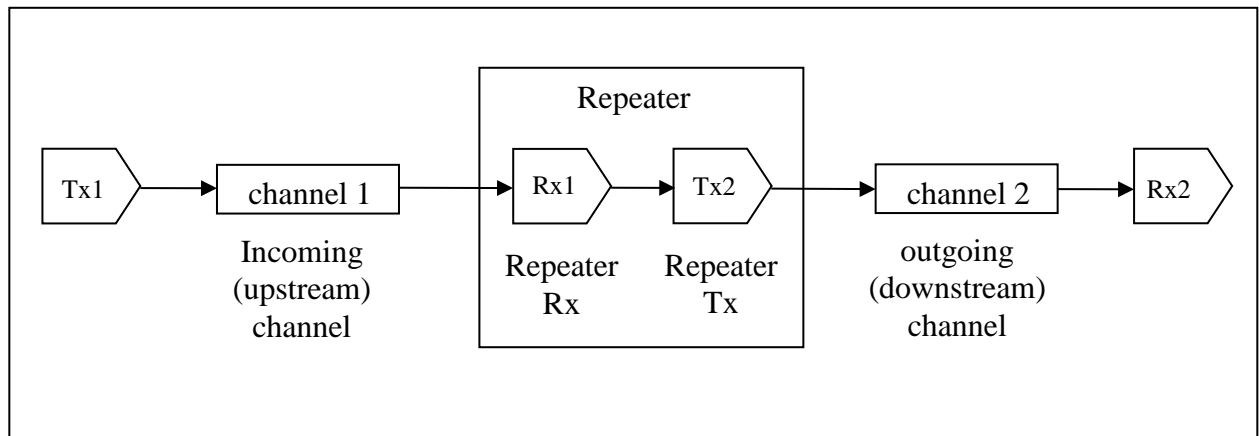 Repeater
Tx1
channel 1
Rx1
Tx2
channel 2
Rx2
Incoming
(upstream)
channel
Repeater
Rx
Repeater
Tx
outgoing
(downstream)
channel